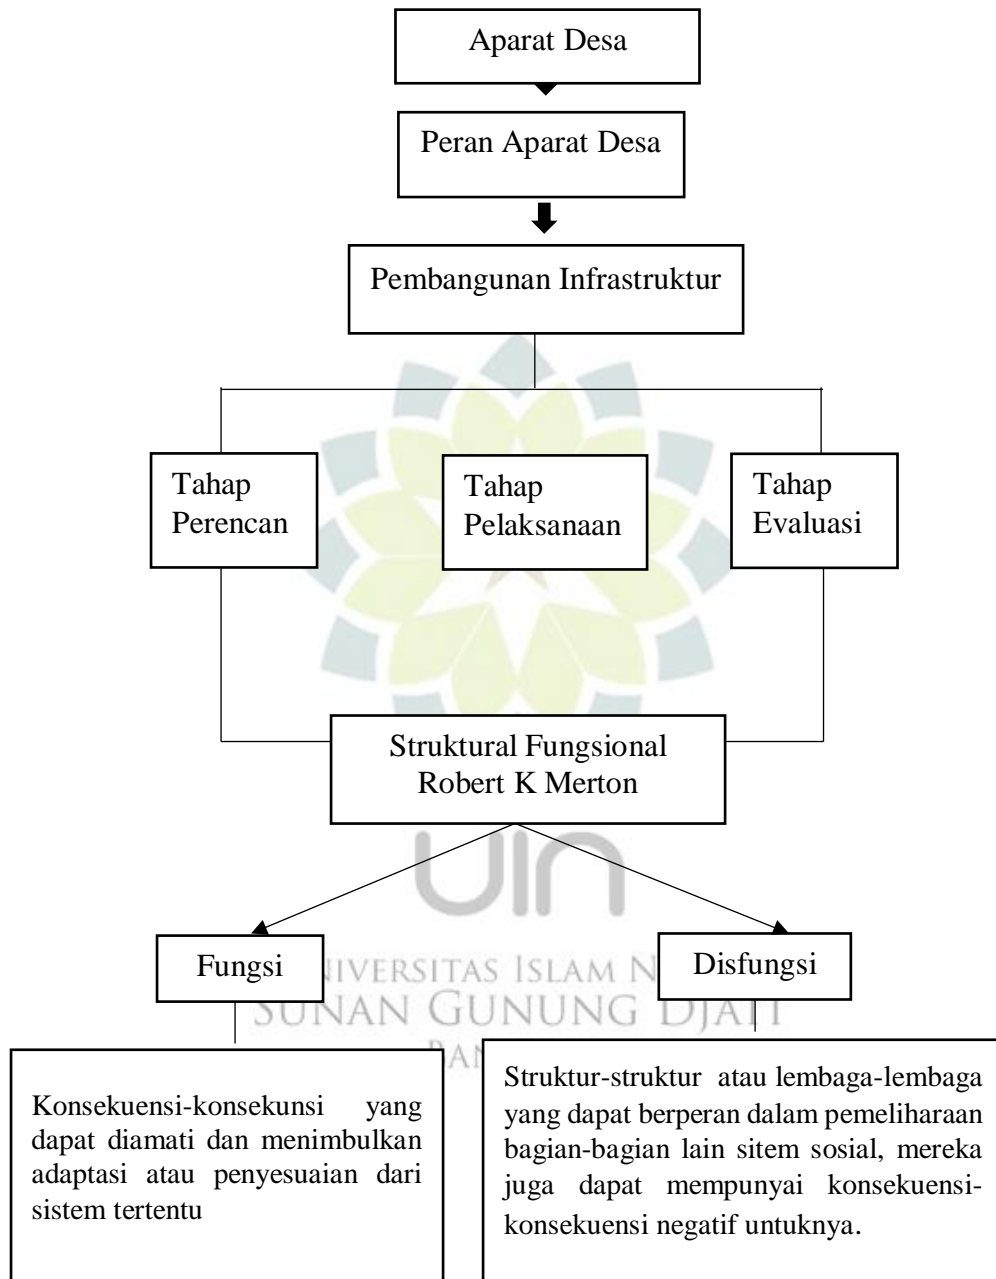 Aparat Desa
Peran Aparat Desa
Pembangunan Infrastruktur
Tahap
Perencan
Tahap
Pelaksanaan
Tahap
Evaluasi
Struktural Fungsional
Robert K Merton
uin
Fungsi
Disfungsi
NIVERSITAS ISLAM N
SUNAN GUNUNG DJATI
BAN
Konsekuensi-konsekunsi yang
dapat diamati dan menimbulkan
adaptasi atau penyesuaian dari
sistem tertentu
Struktur-struktur atau lembaga-lembaga
yang dapat berperan dalam pemeliharaan
bagian-bagian lain sitem sosial, mereka
juga dapat mempunyai konsekuensi-
konsekuensi negatif untuknya.